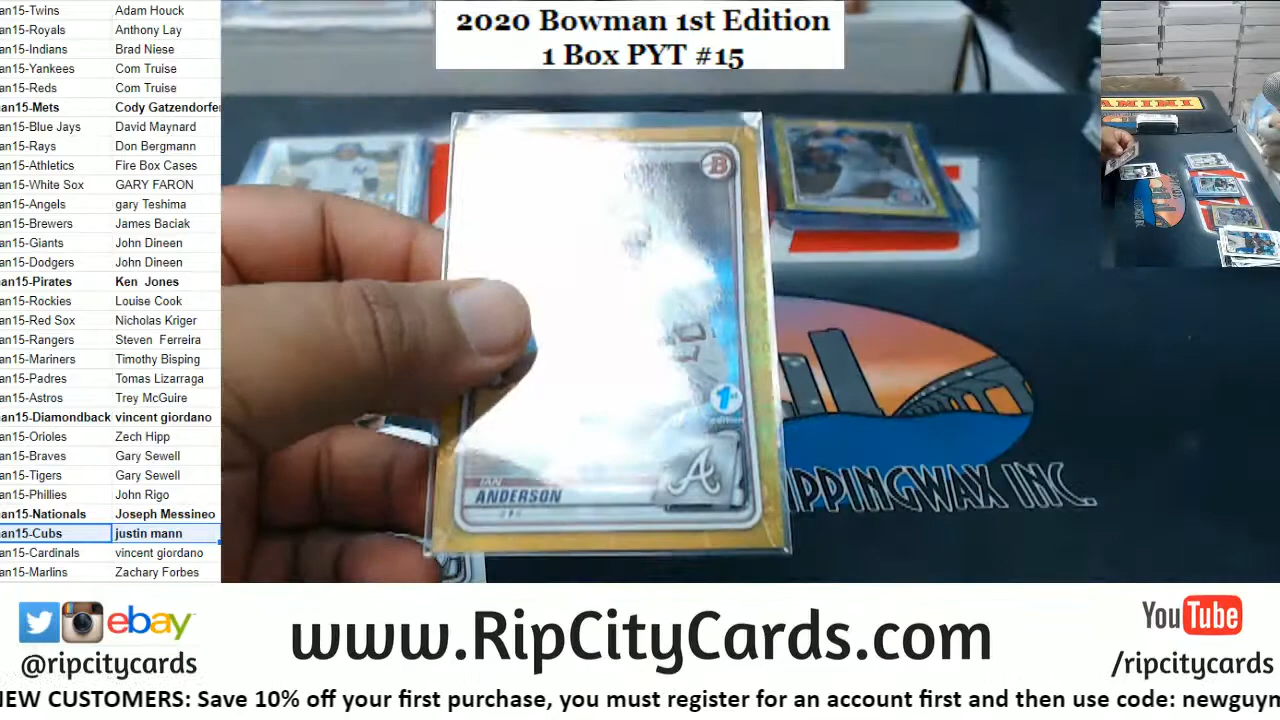 an15-Twins Adam Houck
an15-Royals Anthony Lay
an15-Indians Brad Niese
an15-Yankees Com Truise
an15-Reds Com Truise
an15-Mets Cody Gatzendorfer
an15-Blue Jays David Maynard
an15-Rays Don Bergmann
an15-Athletics Fire Box Cases
an15-White Sox GARY FARON
an15-Angels gary Teshima
an15-Brewers James Baciak
an15-Giants John Dineen
an15-Dodgers John Dineen
an15-Pirates Ken Jones
an15-Rockies Louise Cook
an15-Red Sox Nicholas Kriger
an15-Rangers Steven Ferreira
an15-Mariners Timothy Bisping
an15-Padres Tomas Lizarraga
an15-Astros Trey McGuire
an15-Diamondback vincent giordano
an15-Orioles Zech Hipp
an15-Braves Gary Sewell
an15-Tigers Gary Sewell
an15-Phillies John Rigo
an15-Nationals Joseph Messineo
an15-Cubs justin mann
an15-Cardinals vincent giordano
an15-Marlins Zachary Forbes
2020 Bowman 1st Edition
1 Box PYT #15
B
1st
edition
IAN
ANDERSON
A
IPPINGWAX INC.
PANINI
ebay
@ripcitycards
www.RipCityCards.com
YouTube
/ripcitycards
NEW CUSTOMERS: Save 10% off your first purchase, you must register for an account first and then use code: newguyn